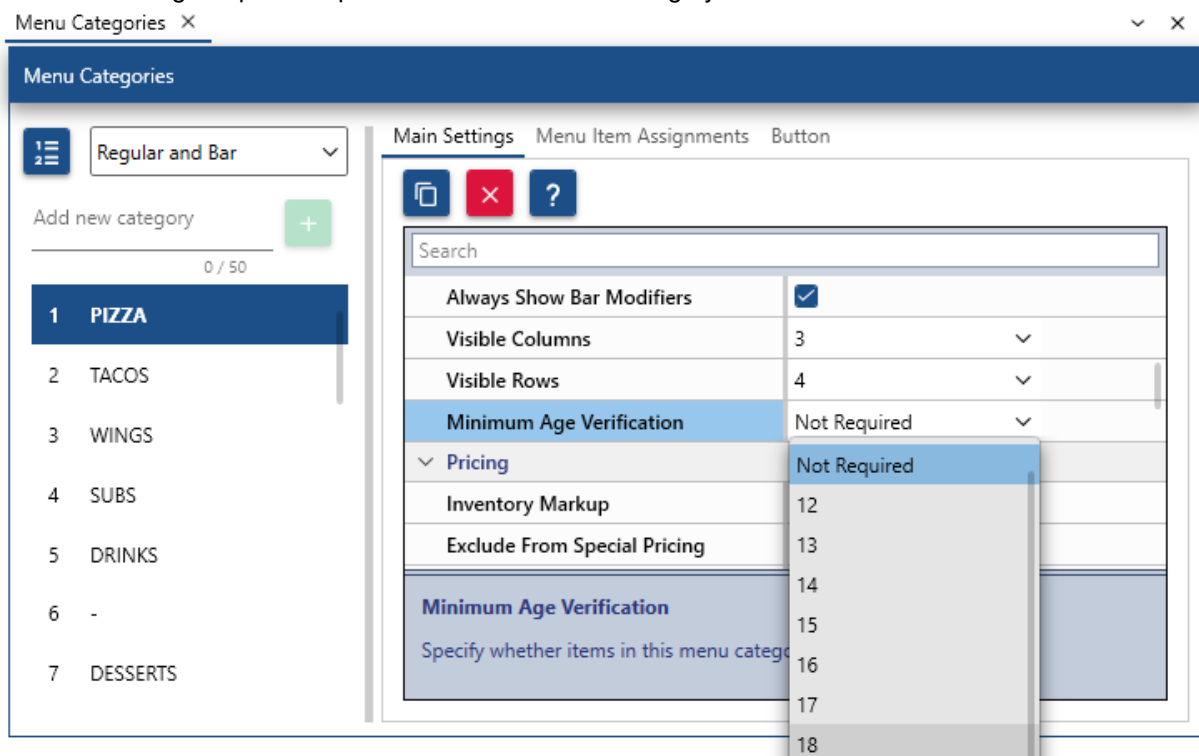 Menu Categories
Menu Categories
Regular and Bar
Add new category
0 / 50
1 PIZZA
2 TACOS
3 WINGS
4 SUBS
5 DRINKS
6 -
7 DESSERTS
Main Settings Menu Item Assignments Button
?
Search
Always Show Bar Modifiers
Visible Columns 3
Visible Rows 4
Minimum Age Verification Not Required
Pricing
Inventory Markup
Exclude From Special Pricing
Not Required
12
13
14
15
16
17
18
Minimum Age Verification
Specify whether items in this menu